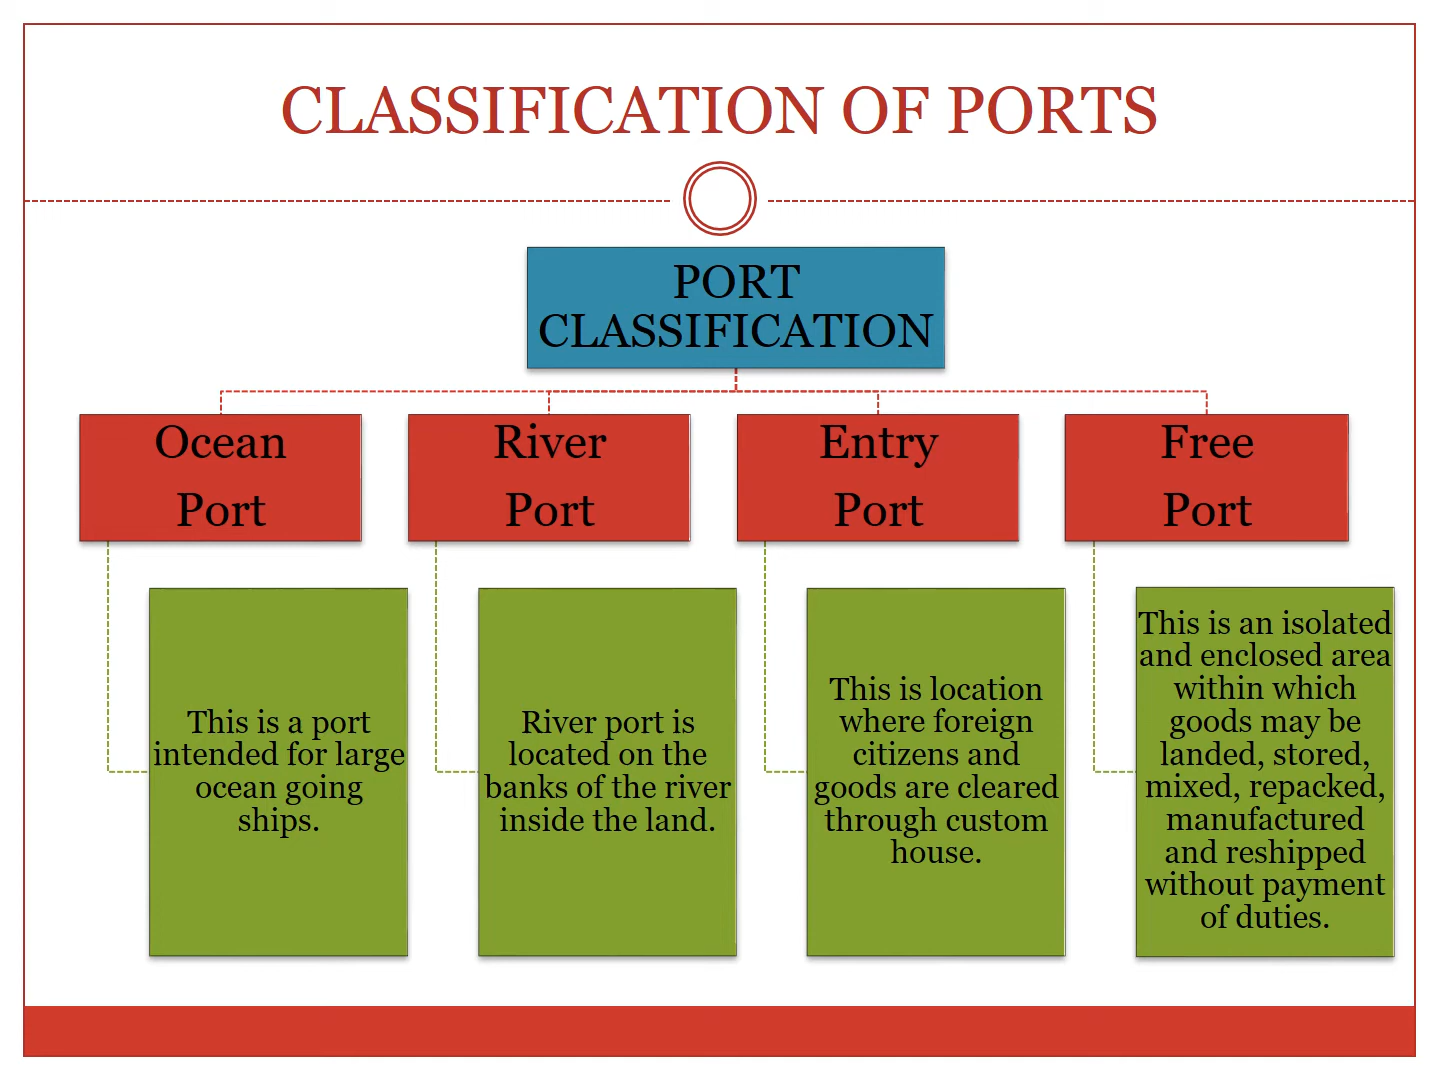 CLASSIFICATION OF PORTS
PORT
CLASSIFICATION
Ocean
Port
River
Port
Entry
Port
Free
Port
This is a port
intended for large
ocean going
ships.
River port is
located on the
banks of the river
inside the land.
This is location
where foreign
citizens and
goods are cleared
through custom
house.
This is an isolated
and enclosed area
within which
goods may be
landed, stored,
mixed, repacked,
manufactured
and reshipped
without payment
of duties.